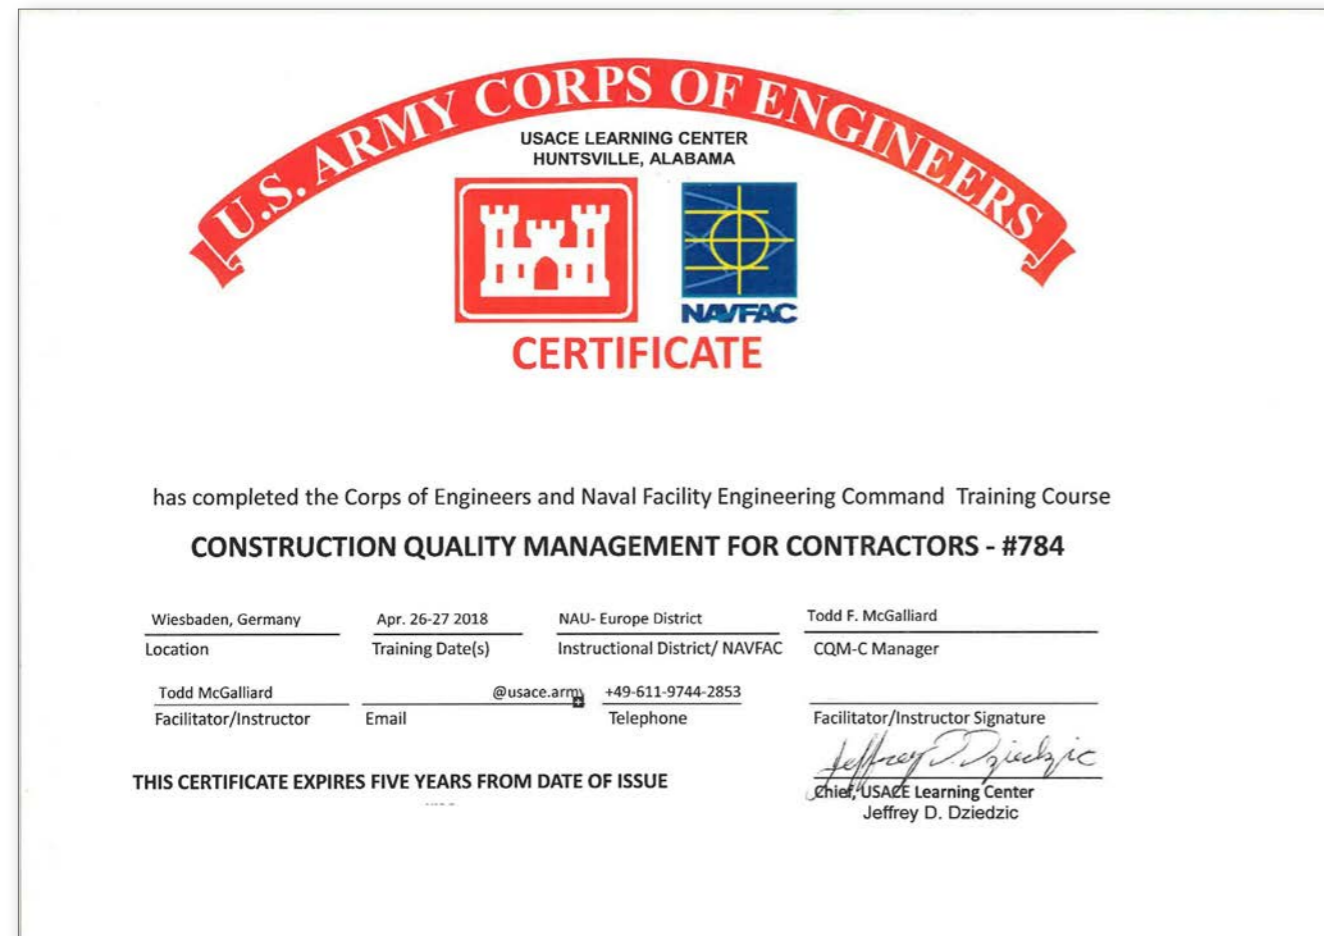 U.S. ARMY CORPS OF ENGINEERS
USACE LEARNING CENTER
HUNTSVILLE, ALABAMA
NAVFAC
CERTIFICATE
has completed the Corps of Engineers and Naval Facility Engineering Command Training Course
CONSTRUCTION QUALITY MANAGEMENT FOR CONTRACTORS - #784
Wiesbaden, Germany Apr. 26-27 2018 NAU- Europe District Todd F. McGalliard
Location Training Date(s) Instructional District/ NAVFAC CQM-C Manager
Todd McGalliard @usace.army +49-611-9744-2853
Facilitator/Instructor Email Telephone Facilitator/Instructor Signature
Jeffrey D. Dziedzic
THIS CERTIFICATE EXPIRES FIVE YEARS FROM DATE OF ISSUE
Chief, USACE Learning Center
Jeffrey D. Dziedzic